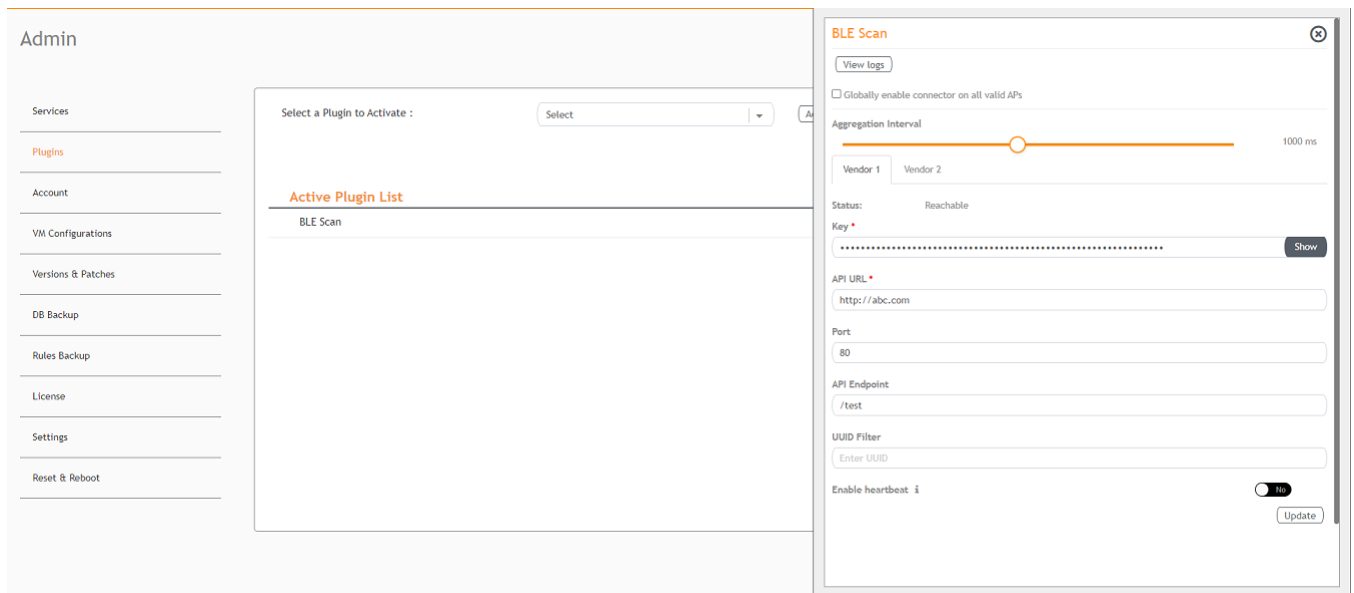 Admin
Services
Plugins
Account
VM Configurations
Versions & Patches
DB Backup
Rules Backup
License
Settings
Reset & Reboot
Select a Plugin to Activate :
Select
Active Plugin List
BLE Scan
BLE Scan
View logs
Globally enable connector on all valid APs
Aggregation Interval
1000 ms
Vendor 1 Vendor 2
Status: Reachable
Key *
Show
API URL *
http://abc.com
Port
80
API Endpoint
/test
UUID Filter
Enter UUID
Enable heartbeat i
No
Update